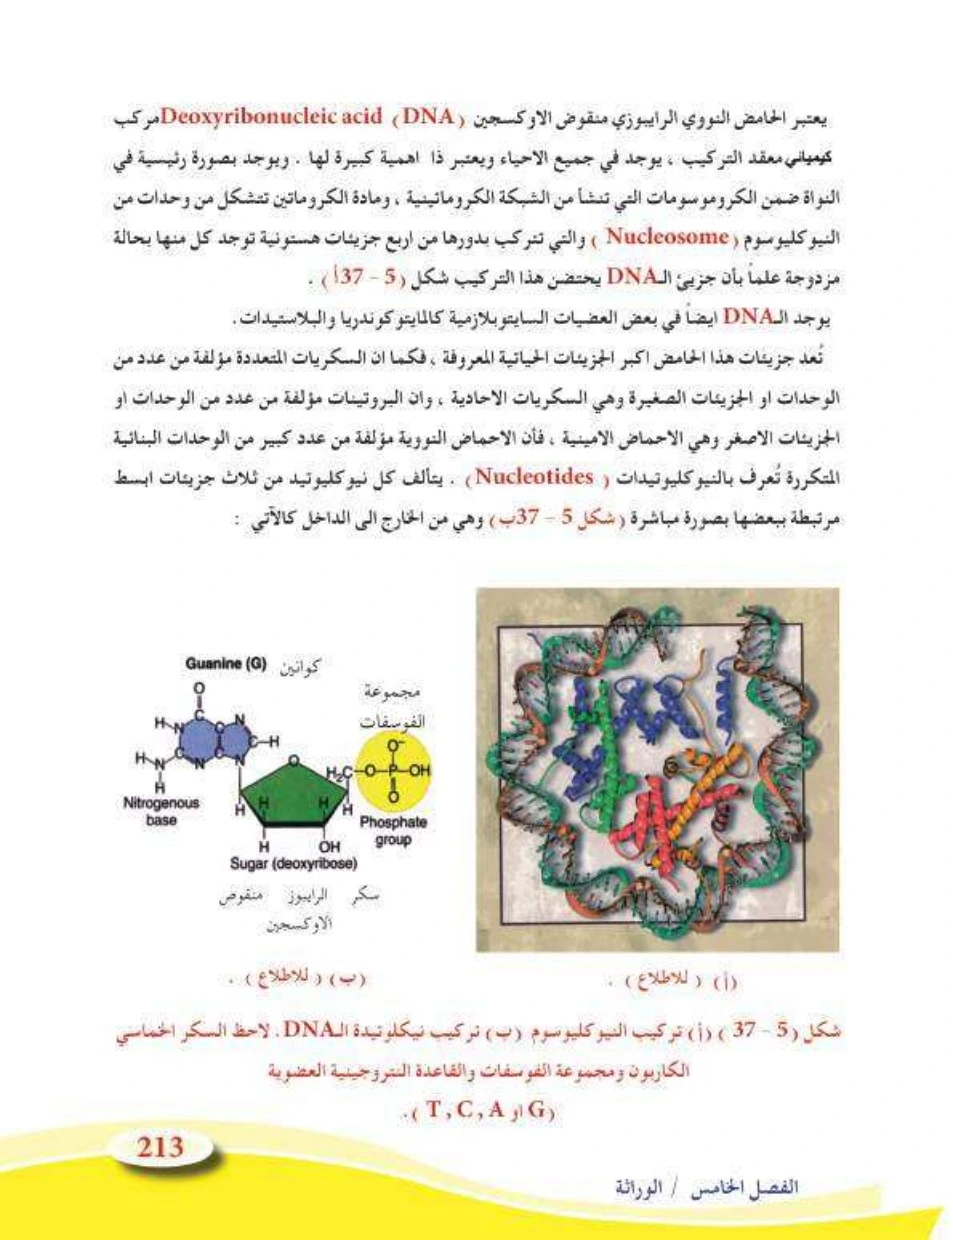 يعتبر الحامض النووي الرايبوزي منقوض الاوكسجين Deoxyribonucleic acid (DNA) مركب
كيميائي معقد التركيب ، يوجد في جميع الاحياء ويعتبر ذا اهمية كبيرة لها . ويوجد بصورة رئيسية في
النواة ضمن الكروموسومات التي تنشأ من الشبكة الكروماتينية ، ومادة الكروماتين تتشكل من وحدات من
النيوكليوسوم (Nucleosome) والتي تتركب بدورها من اربع جزيئات هستونية توجد كل منها بحالة
مزدوجة علماً بأن جزيئ الـDNA يحتضن هذا التركيب شكل (5 - 37أ) .
يوجد الـDNA ايضاً في بعض العضيات السايتوبلازمية كالمايتوكوندريا والبلاستيدات.
تُعد جزيئات هذا الحامض اكبر الجزيئات الحياتية المعروفة ، فكما ان السكريات المتعددة مؤلفة من عدد من
الوحدات او الجزيئات الصغيرة وهي السكريات الاحادية ، وان البروتينات مؤلفة من عدد من الوحدات او
الجزيئات الاصغر وهي الاحماض الامينية ، فأن الاحماض النووية مؤلفة من عدد كبير من الوحدات البنائية
المتكررة تُعرف بالنيوكليوتيدات (Nucleotides) . يتألف كل نيوكليوتيد من ثلاث جزيئات ابسط
مرتبطة ببعضها بصورة مباشرة (شكل 5 - 37ب) وهي من الخارج الى الداخل كالآتي :
Guanine (G) كوانين
مجموعة
الفوسفات
O
H N C C N
C H
H N C N C N
H
O⁻
H₂C O P OH
O
O
H H H H
H OH
Nitrogenous
base
Phosphate
group
Sugar (deoxyribose)
سكر الرايبوز منقوص
الاوكسجين
(أ) (للاطلاع) .
(ب) (للاطلاع) .
شكل (5 - 37) (أ) تركيب النيوكليوسوم (ب) تركيب نيكلوتيدة الـDNA. لاحظ السكر الخماسي
الكاربون ومجموعة الفوسفات والقاعدة النتروجينية العضوية
(G او T , C , A) .
213
الفصل الخامس / الوراثة